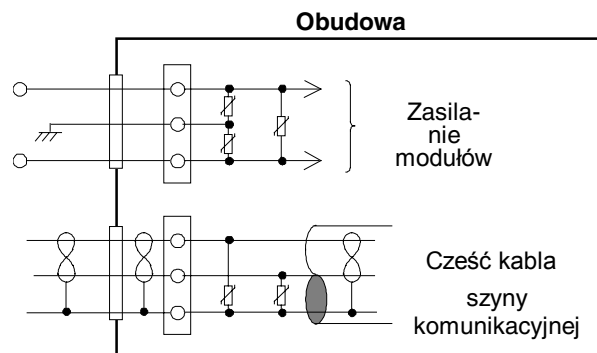 Obudowa
Zasila-
nie
modułów
Cześć kabla
szyny
komunikacyjnej